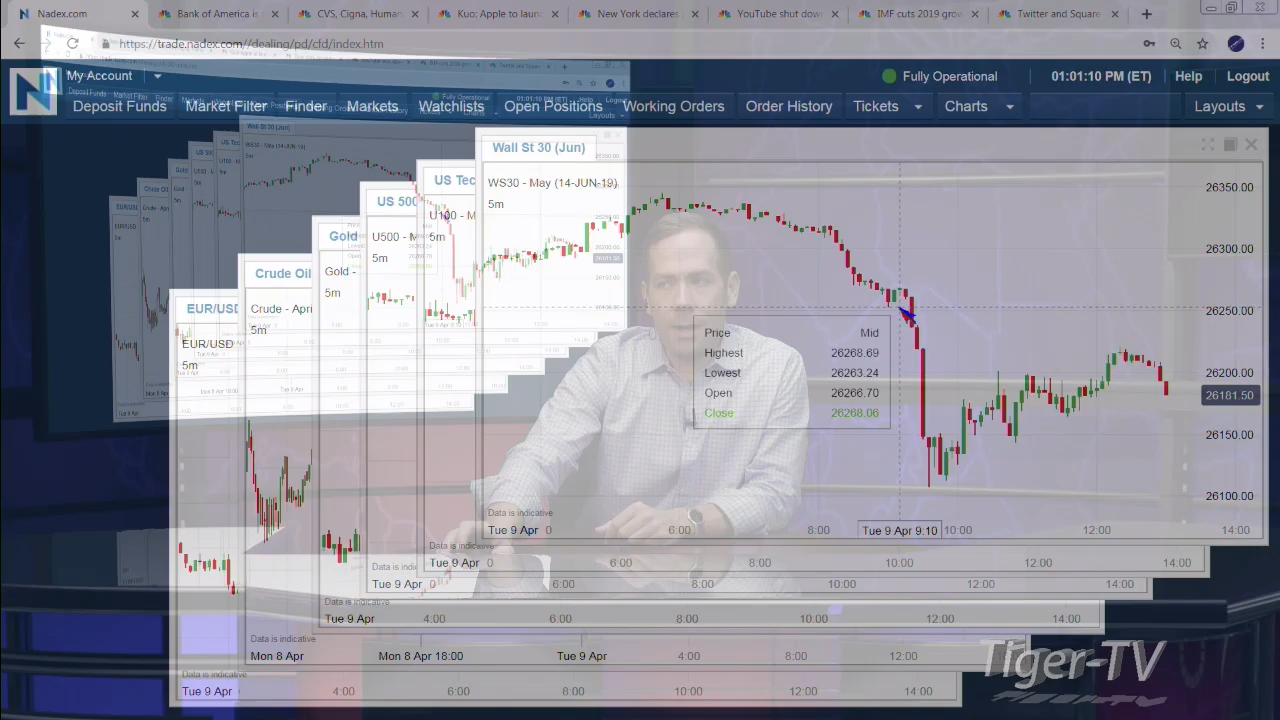 Nadex.com
Bank of America is
CVS, Cigna, Human
Kuo: Apple to laun
New York declares
YouTube shut down
IMF cuts 2019 grow
Twitter and Square
https://trade.nadex.com//dealing/pd/cfd/index.htm
My Account
Fully Operational
01:01:10 PM (ET)
Help
Logout
Deposit Funds
Market Filter
Finder
Markets
Watchlists
Open Positions
Working Orders
Order History
Tickets
Charts
Layouts
Wall St 30 (Jun)
WS30 - May (14-JUN-19)
5m
US Tec
U100 - M
5m
US 500
U500 - M
5m
Gold
Gold -
5m
Crude Oil
Crude - Apri
5m
EUR/USD
EUR/USD
5m
26350.00
26300.00
26250.00
26200.00
26181.50
26150.00
26100.00
Price Mid
Highest 26268.69
Lowest 26263.24
Open 26266.70
Close 26268.06
Data is indicative
Tue 9 Apr 0 6:00 8:00 Tue 9 Apr 9:10 10:00 12:00 14:00
Data is indicative
Tue 9 Apr 0 6:00 8:00 10:00 12:00 14:00
Data is indicative
Tue 9 Apr 0 6:00 8:00 10:00 12:00 14:00
Data is indicative
Tue 9 Apr 4:00 6:00 8:00 10:00 12:00 14:00
Data is indicative
Mon 8 Apr Mon 8 Apr 18:00 Tue 9 Apr 4:00 8:00 12:00
Data is indicative
Tue 9 Apr 4:00 6:00 8:00 10:00 12:00 14:00
Tiger-TV